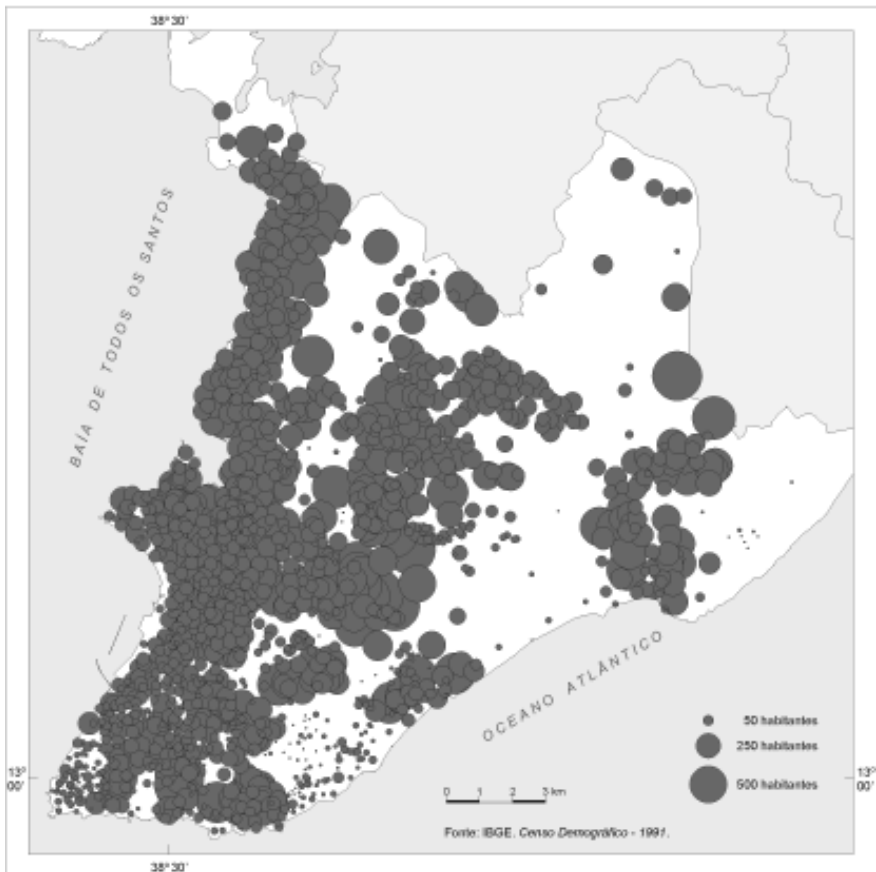 38°30´
BAÍA DE TODOS OS SANTOS
OCEANO ATLÂNTICO
50 habitantes
250 habitantes
500 habitantes
13°
00´
13°
00´
0 1 2 3 km
Fonte: IBGE. Censo Demográfico - 1991.
38°30´